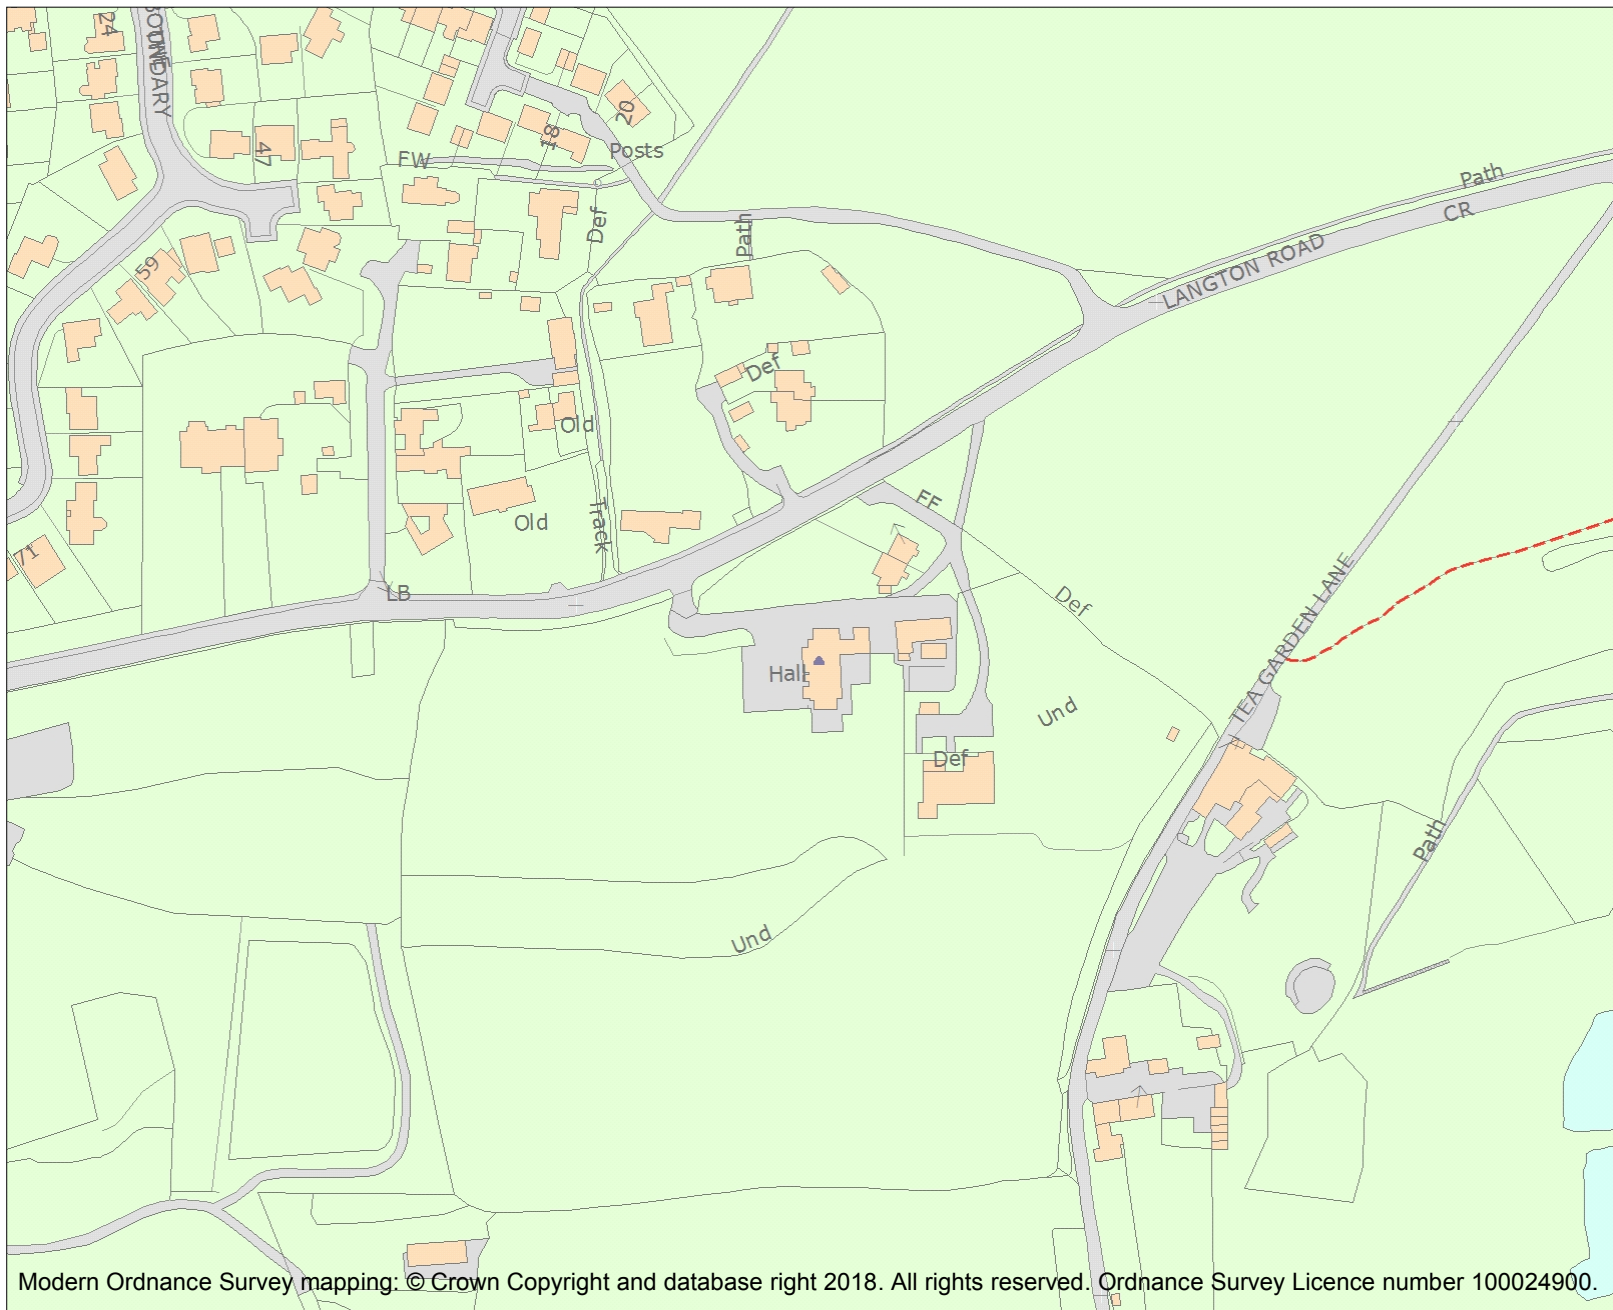 24
BOUNDARY
20
18
47
FW
Posts
Path
Def
Path
CR
LANGTON ROAD
59
Def
Old
FF
Old
Track
71
LB
Def
TEA GARDEN LANE
Hall
Und
Def
Path
Und
Modern Ordnance Survey mapping: © Crown Copyright and database right 2018. All rights reserved. Ordnance Survey Licence number 100024900.